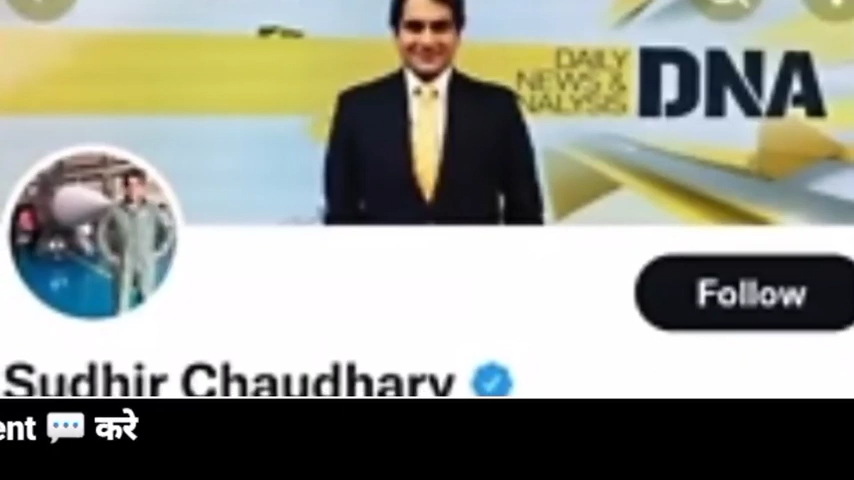 DAILY
NEWS &
ANALYSIS
DNA
Follow
Sudhir Chaudhary
ent 💬 करे